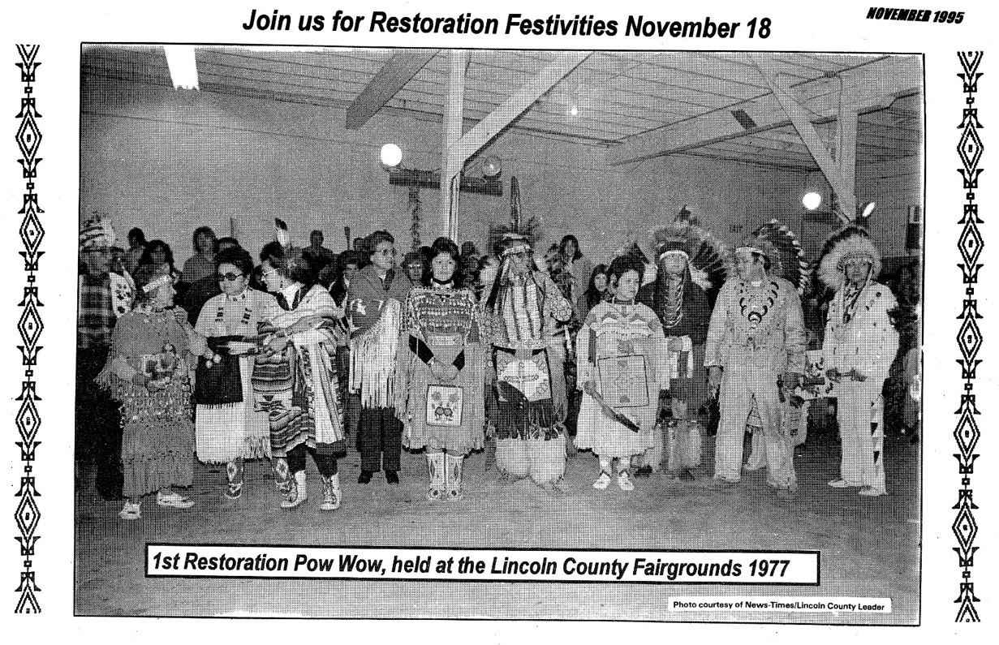 Join us for Restoration Festivities November 18
NOVEMBER 1995
1st Restoration Pow Wow, held at the Lincoln County Fairgrounds 1977
Photo courtesy of News-Times/Lincoln County Leader